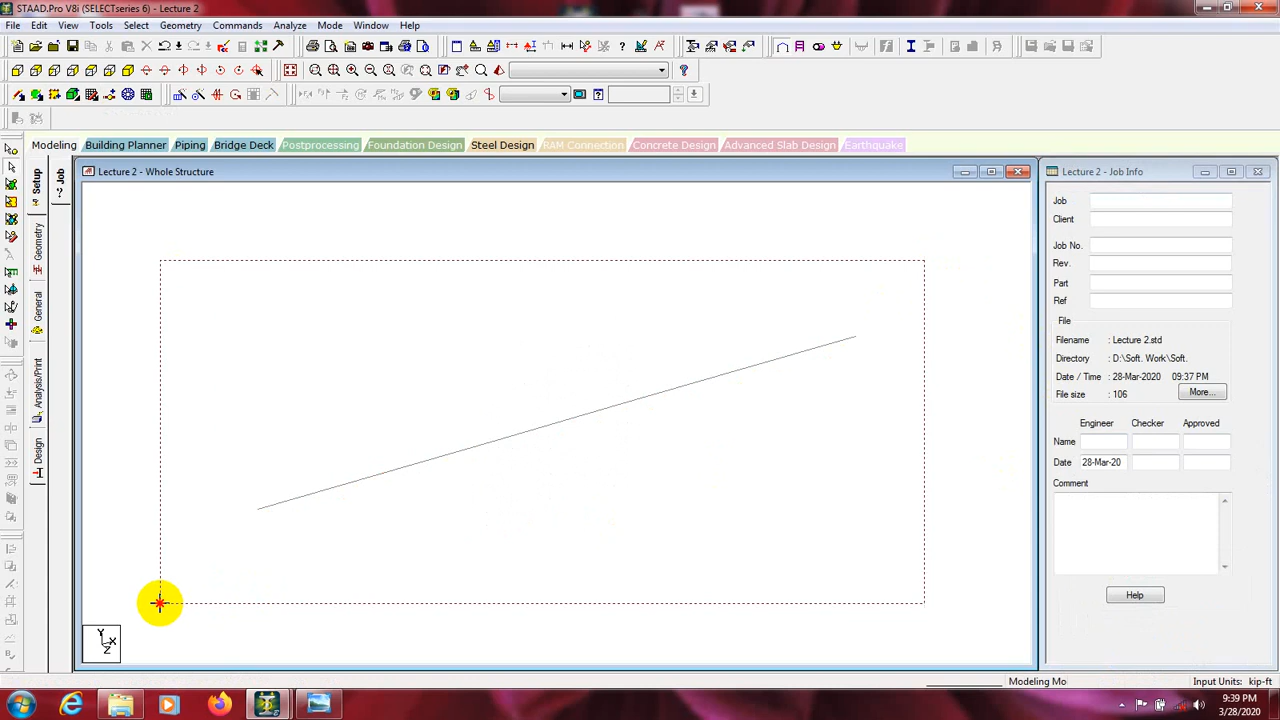 STAAD.Pro V8i (SELECTseries 6) - Lecture 2
File Edit View Tools Select Geometry Commands Analyze Mode Window Help
Modeling Building Planner Piping Bridge Deck Postprocessing Foundation Design Steel Design RAM Connection Concrete Design Advanced Slab Design Earthquake
Setup
Geometry
General
Analysis/Print
Design
Job
Lecture 2 - Whole Structure
Y
X
Z
Lecture 2 - Job Info
Job
Client
Job No.
Rev.
Part
Ref
File
Filename : Lecture 2.std
Directory : D:\Soft. Work\Soft.
Date / Time : 28-Mar-2020 09:37 PM
File size : 106 More...
Engineer Checker Approved
Name
Date 28-Mar-20
Comment
Help
Modeling Mo Input Units: kip-ft
9:39 PM
3/28/2020